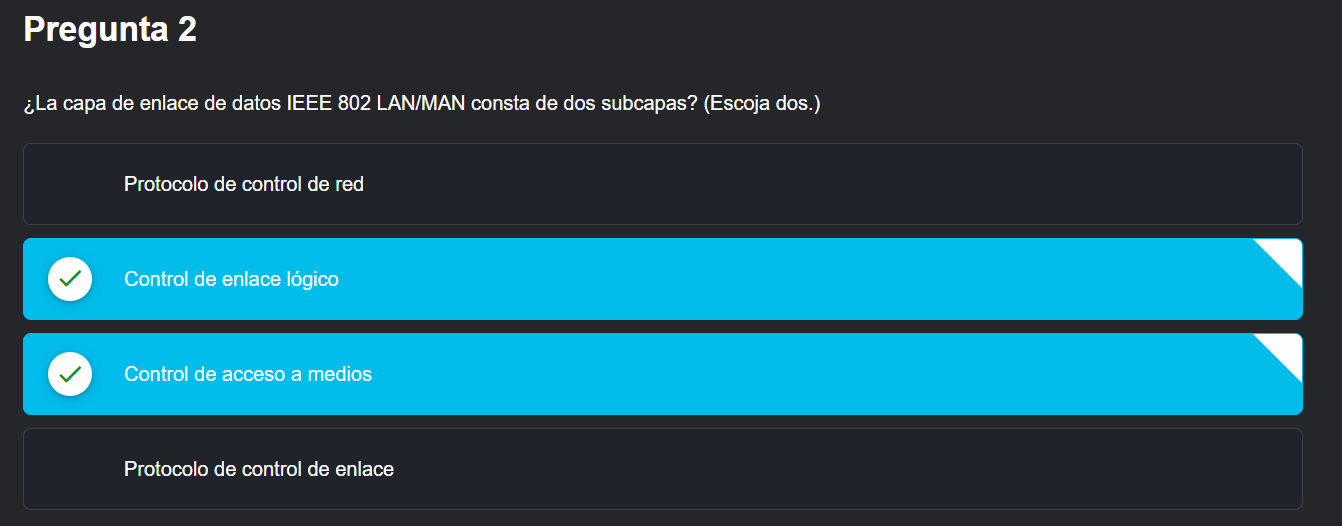 Pregunta 2
¿La capa de enlace de datos IEEE 802 LAN/MAN consta de dos subcapas? (Escoja dos.)
Protocolo de control de red
Control de enlace lógico
Control de acceso a medios
Protocolo de control de enlace